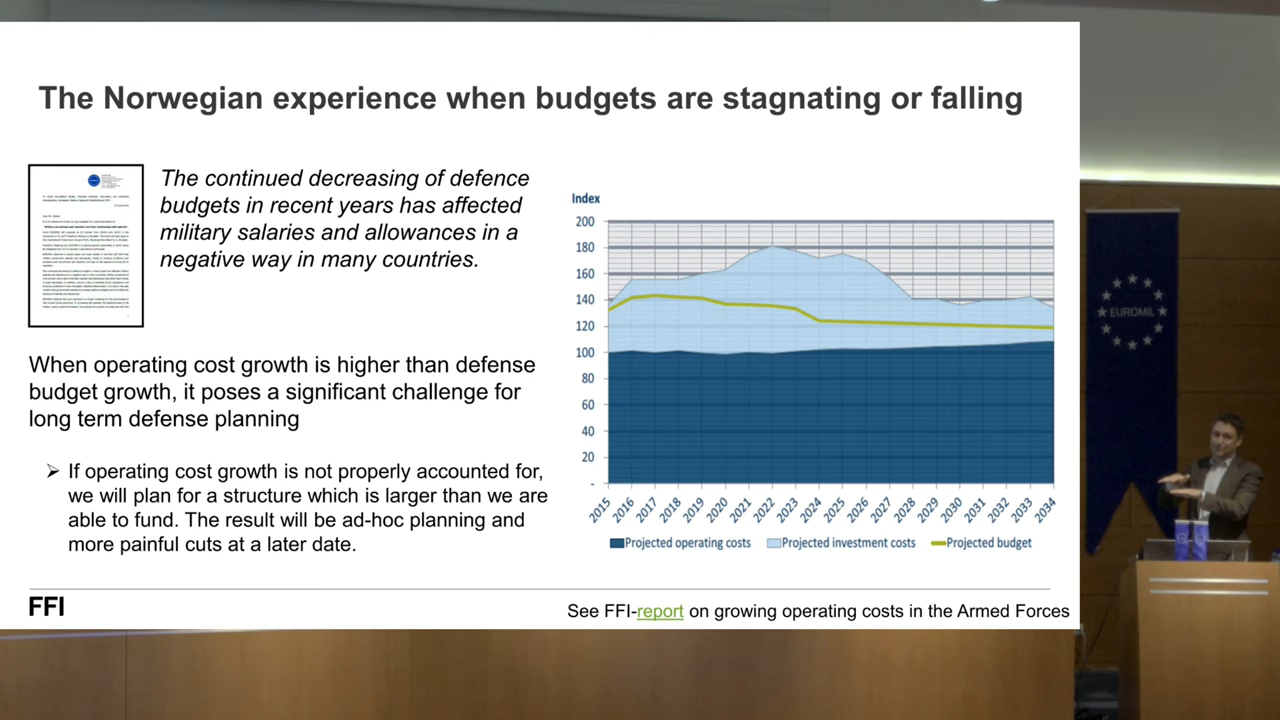 The Norwegian experience when budgets are stagnating or falling
The continued decreasing of defence
budgets in recent years has affected
military salaries and allowances in a
negative way in many countries.
When operating cost growth is higher than defense
budget growth, it poses a significant challenge for
long term defense planning
➢ If operating cost growth is not properly accounted for,
we will plan for a structure which is larger than we are
able to fund. The result will be ad-hoc planning and
more painful cuts at a later date.
Index
200
180
160
140
120
100
80
60
40
20
-
2015 2016 2017 2018 2019 2020 2021 2022 2023 2024 2025 2026 2027 2028 2029 2030 2031 2032 2033 2034
Projected operating costs Projected investment costs Projected budget
FFI
See FFI-report on growing operating costs in the Armed Forces
EUROMIL